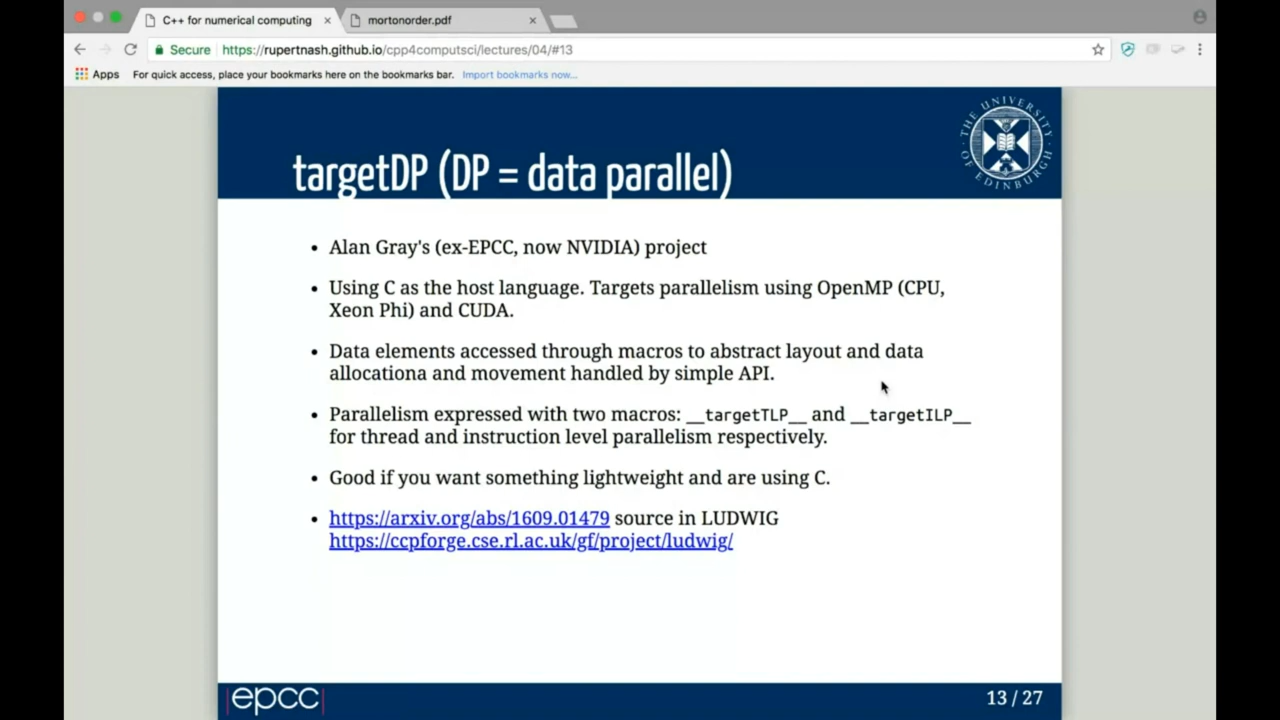 C++ for numerical computing
mortonorder.pdf
Secure https://rupertnash.github.io/cpp4computsci/lectures/04/#13
Apps For quick access, place your bookmarks here on the bookmarks bar. Import bookmarks now...
THE UNIVERSITY OF EDINBURGH
targetDP (DP = data parallel)
• Alan Gray's (ex-EPCC, now NVIDIA) project
• Using C as the host language. Targets parallelism using OpenMP (CPU,
Xeon Phi) and CUDA.
• Data elements accessed through macros to abstract layout and data
allocationa and movement handled by simple API.
• Parallelism expressed with two macros: __targetTLP__ and __targetILP__
for thread and instruction level parallelism respectively.
• Good if you want something lightweight and are using C.
• https://arxiv.org/abs/1609.01479 source in LUDWIG
https://ccpforge.cse.rl.ac.uk/gf/project/ludwig/
epcc
13 / 27